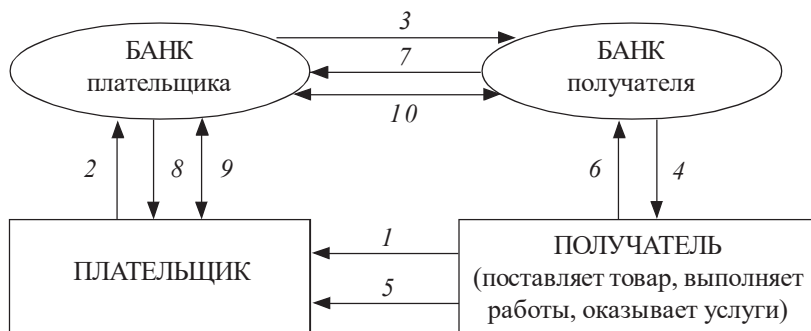 3
БАНК
плательщика
7
БАНК
получателя
10
2
8
9
6
4
ПЛАТЕЛЬЩИК
1
5
ПОЛУЧАТЕЛЬ
(поставляет товар, выполняет
работы, оказывает услуги)